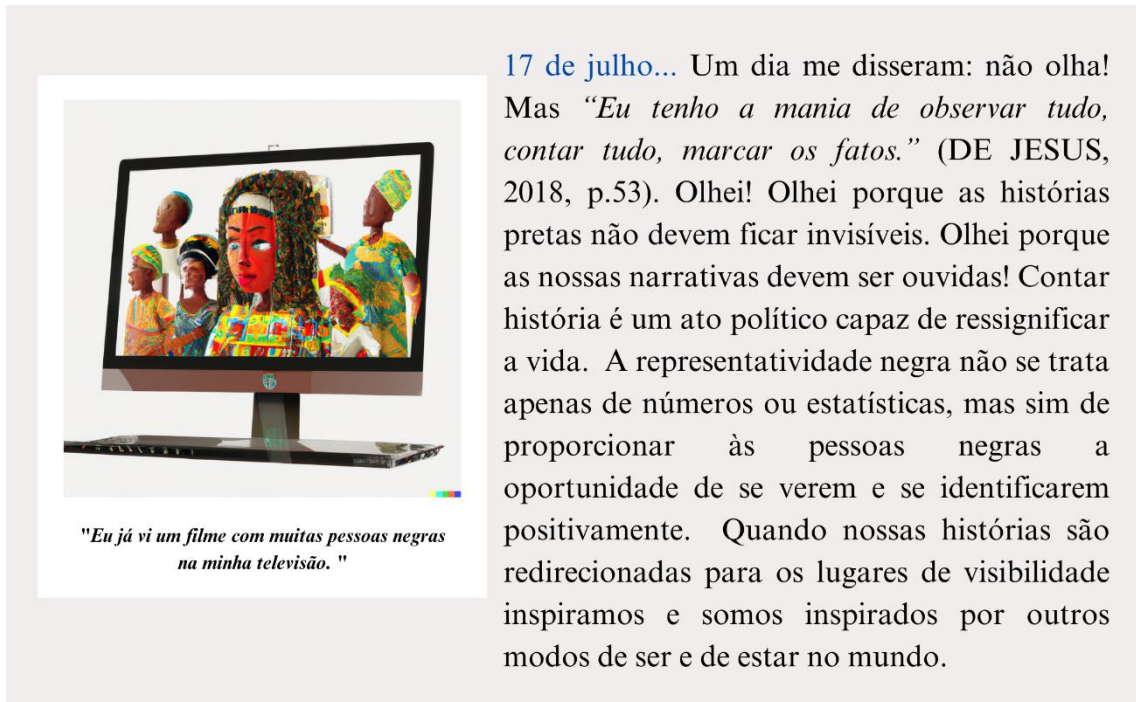 17 de julho... Um dia me disseram: não olha!
Mas “Eu tenho a mania de observar tudo,
contar tudo, marcar os fatos.” (DE JESUS,
2018, p.53). Olhei! Olhei porque as histórias
pretas não devem ficar invisíveis. Olhei porque
as nossas narrativas devem ser ouvidas! Contar
história é um ato político capaz de ressignificar
a vida. A representatividade negra não se trata
apenas de números ou estatísticas, mas sim de
proporcionar às pessoas negras a
oportunidade de se verem e se identificarem
positivamente. Quando nossas histórias são
redirecionadas para os lugares de visibilidade
inspiramos e somos inspirados por outros
modos de ser e de estar no mundo.
"Eu já vi um filme com muitas pessoas negras
na minha televisão. "